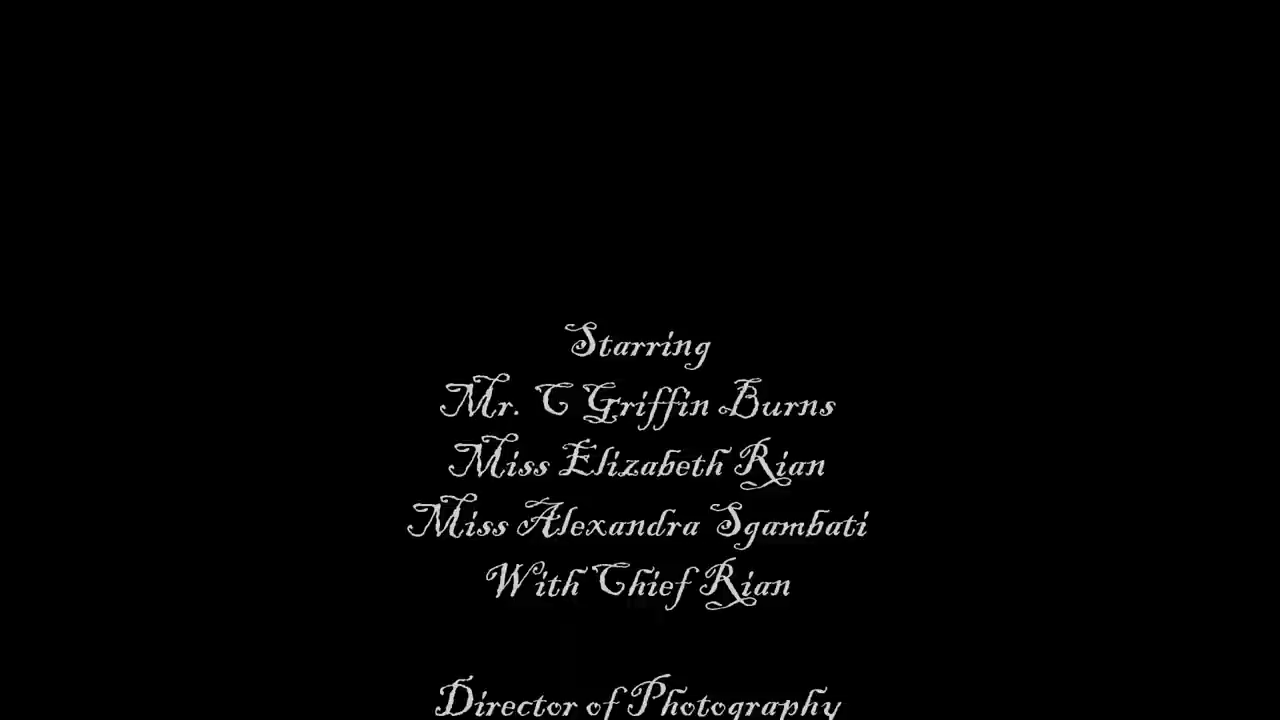 Starring
Mr. C Griffin Burns
Miss Elizabeth Rian
Miss Alexandra Sgambati
With Chief Rian
Director of Photography